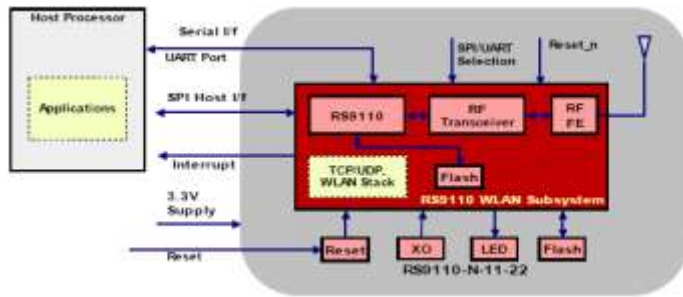 Host Processor
Serial I/f
UART Port
SPI/UART
Selection
Reset_n
Applications
SPI Host I/f
RS9110
RF
Transceiver
RF
FE
Interrupt
TCP/UDP,
WLAN Stack
Flash
RS9110 WLAN Subsystem
3.3V
Supply
Reset
Reset
XO
LED
Flash
RS9110-N-11-22